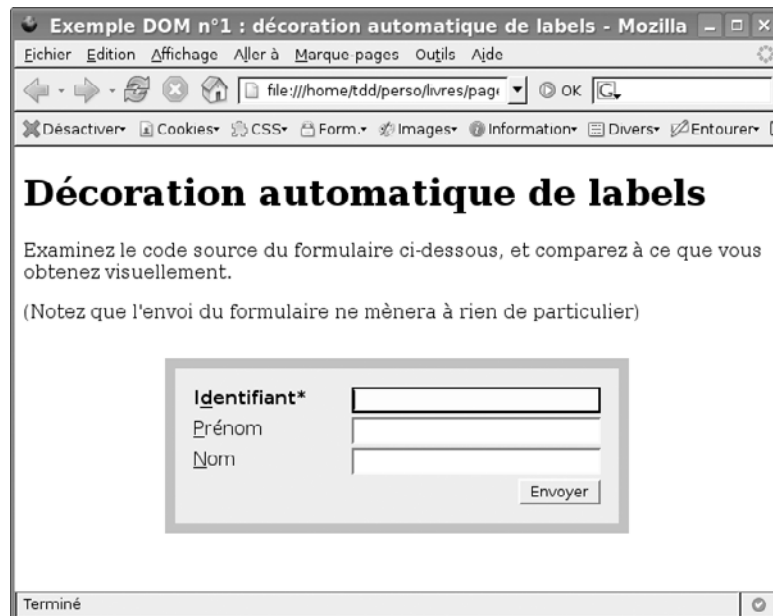 Exemple DOM n°1 : décoration automatique de labels - Mozilla
Fichier Edition Affichage Aller à Marque-pages Outils Aide
file:///home/tdd/perso/livres/page OK G
Désactiver Cookies CSS Form. Images Information Divers Entourer
Décoration automatique de labels
Examinez le code source du formulaire ci-dessous, et comparez à ce que vous
obtenez visuellement.
(Notez que l'envoi du formulaire ne mènera à rien de particulier)
Identifiant*
Prénom
Nom
Envoyer
Terminé